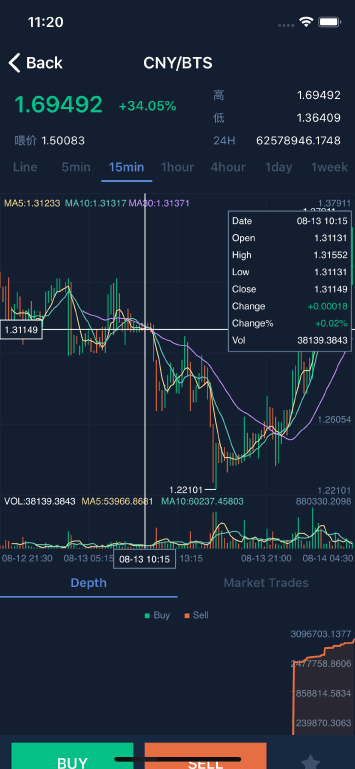 11:20
Back
CNY/BTS
1.69492 +34.05%
高 1.69492
低 1.36409
喂价 1.50083
24H 62578946.1748
Line 5min 15min 1hour 4hour 1day 1week
MA5:1.31233 MA10:1.31317 MA30:1.31371
1.37911
Date 08-13 10:15
Open 1.31131
High 1.31552
Low 1.31131
Close 1.31149
Change +0.00018
Change% +0.02%
Vol 38139.3843
1.31149
1.26054
1.22101
1.22101
VOL:38139.3843 MA5:53966.8681 MA10:60237.45803
880330.2098
08-12 21:30 08-13 05:15 08-13 10:15 13:15 08-13 21:00 08-14 04:30
Depth Market Trades
Buy Sell
3096703.1377
2477758.8606
1858814.5834
1239870.3063
BUY SELL